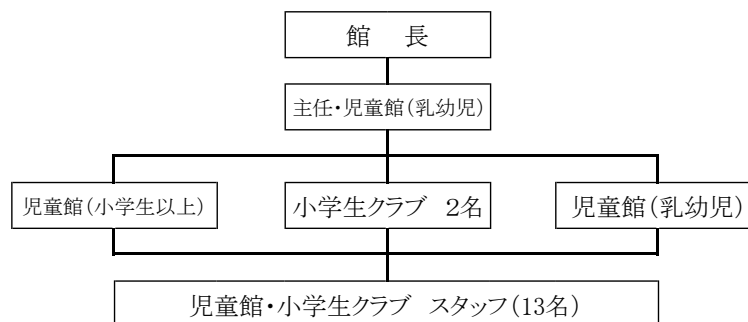 館　長
主任・児童館(乳幼児)
児童館(小学生以上)
小学生クラブ　2名
児童館(乳幼児)
児童館・小学生クラブ　スタッフ(13名)